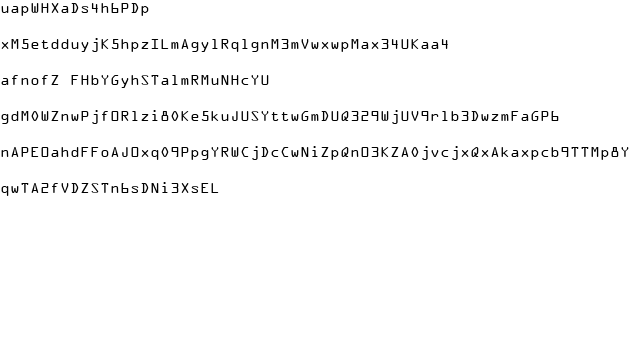 uapWHXaDs4h6PDp
xM5etdduyjK5hpzILmAgylRqlgnM3mVwxwpMax34UKaa4
afnofZ FHbYGyhSTalmRMuNHcYU
gdM0WZnwPjfORlzi80Ke5kuJUSYttwGmDUQ329WjUV9rlb3DwzmFaGP6
nAPEOahdFFoAJOxq09PpgYRWCjDcCwNiZpQnO3KZA0jvcjxQxAkaxpcb9TTMp8Y
qwTA2fVDZSTn6sDNi3XsEL